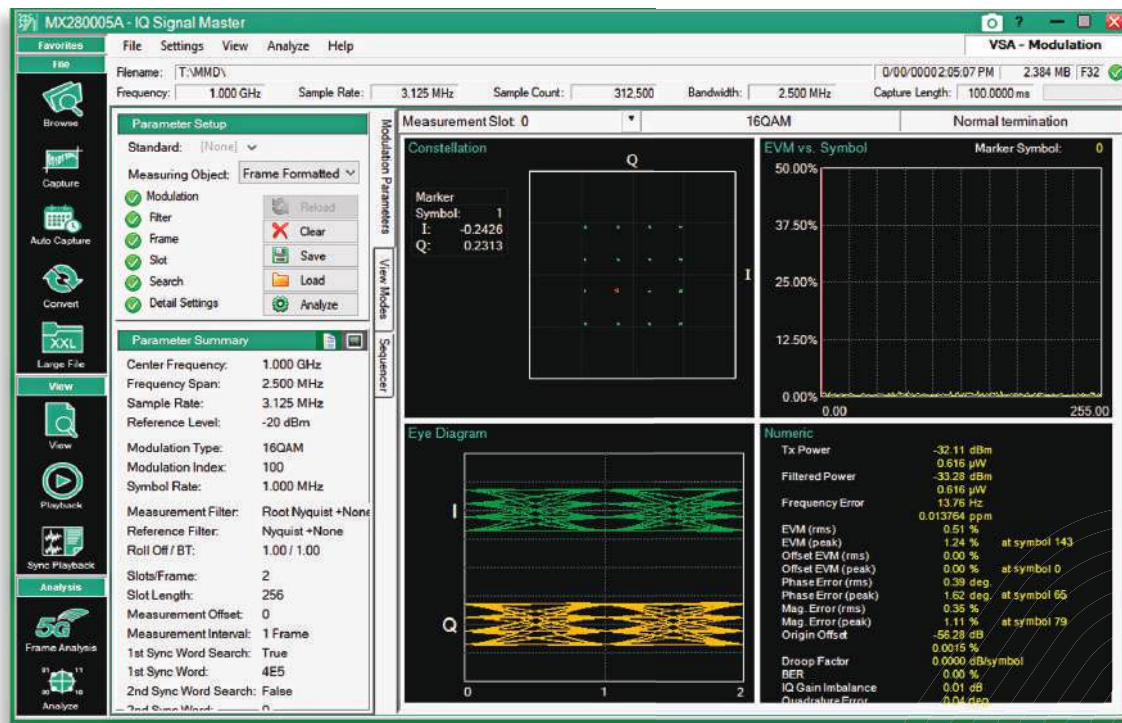 MX280005A - IQ Signal Master
?
Favorites
File Settings View Analyze Help
VSA - Modulation
File
Filename: T:\MMD\
0/00/0000 2:05:07 PM 2.384 MB F32
Frequency: 1.000 GHz Sample Rate: 3.125 MHz Sample Count: 312,500 Bandwidth: 2.500 MHz Capture Length: 100.0000 ms
Browse
Capture
Auto Capture
Convert
XXL
Large File
View
View
Playback
Sync Playback
Analysis
5G
Frame Analysis
01 11
00 10
Analyze
Parameter Setup
Standard: [None]
Measuring Object: Frame Formatted
Modulation
Filter
Frame
Slot
Search
Detail Settings
Reload
Clear
Save
Load
Analyze
Modulation Parameters
View Modes
Sequencer
Parameter Summary
Center Frequency: 1.000 GHz
Frequency Span: 2.500 MHz
Sample Rate: 3.125 MHz
Reference Level: -20 dBm
Modulation Type: 16QAM
Modulation Index: 100
Symbol Rate: 1.000 MHz
Measurement Filter: Root Nyquist +None
Reference Filter: Nyquist +None
Roll Off / BT: 1.00 / 1.00
Slots/Frame: 2
Slot Length: 256
Measurement Offset: 0
Measurement Interval: 1 Frame
1st Sync Word Search: True
1st Sync Word: 4E5
2nd Sync Word Search: False
2nd Sync Word: 0
Measurement Slot: 0
16QAM
Normal termination
Constellation
Q
I
Marker
Symbol: 1
I: -0.2426
Q: 0.2313
EVM vs. Symbol
Marker Symbol: 0
50.00%
37.50%
25.00%
12.50%
0.00%
0.00 255.00
Eye Diagram
I
Q
0 1 2
Numeric
Tx Power -32.11 dBm
0.616 µW
Filtered Power -33.28 dBm
0.616 µW
Frequency Error 13.76 Hz
0.013764 ppm
EVM (rms) 0.51 %
EVM (peak) 1.24 % at symbol 143
Offset EVM (rms) 0.00 %
Offset EVM (peak) 0.00 % at symbol 0
Phase Error (rms) 0.39 deg.
Phase Error (peak) 1.62 deg. at symbol 65
Mag. Error (rms) 0.35 %
Mag. Error (peak) 1.11 % at symbol 79
Origin Offset -56.28 dB
0.0015 %
Droop Factor 0.0000 dB/symbol
BER 0.00 %
IQ Gain Imbalance 0.01 dB
Quadrature Error 0.04 deg.